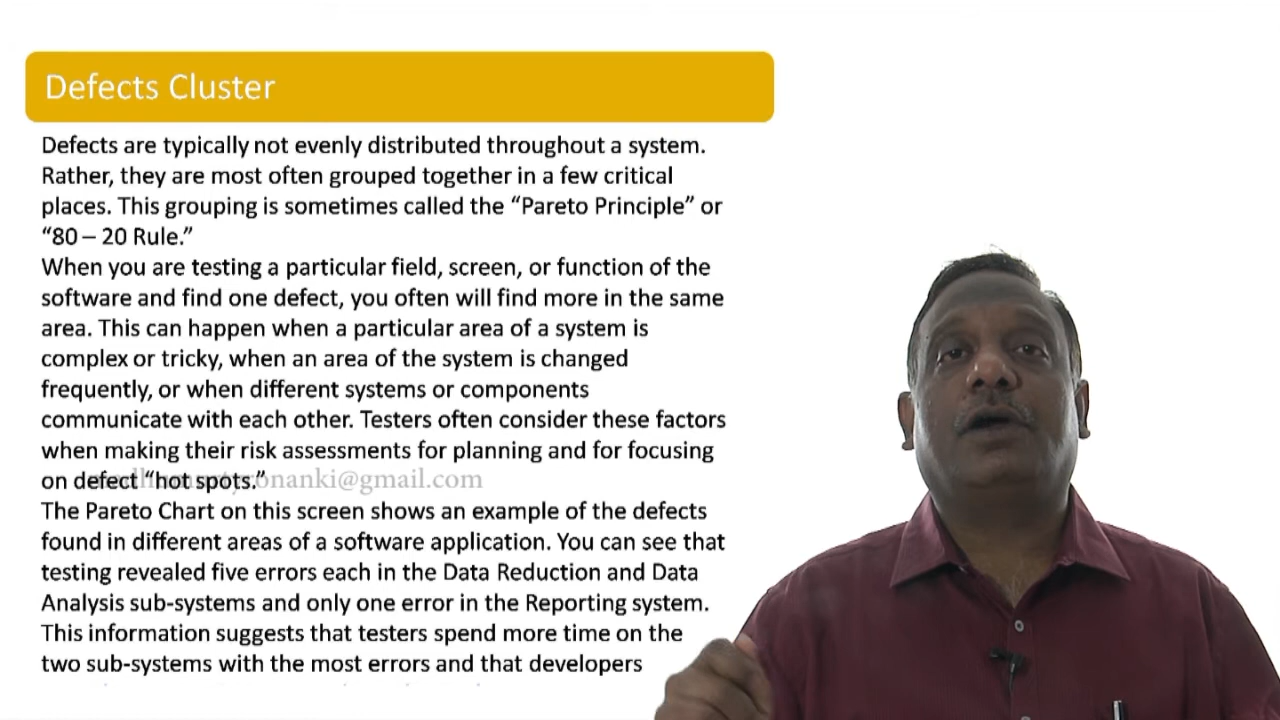 Defects Cluster
Defects are typically not evenly distributed throughout a system.
Rather, they are most often grouped together in a few critical
places. This grouping is sometimes called the “Pareto Principle” or
“80 – 20 Rule.”
When you are testing a particular field, screen, or function of the
software and find one defect, you often will find more in the same
area. This can happen when a particular area of a system is
complex or tricky, when an area of the system is changed
frequently, or when different systems or components
communicate with each other. Testers often consider these factors
when making their risk assessments for planning and for focusing
on defect “hot spots.”
The Pareto Chart on this screen shows an example of the defects
found in different areas of a software application. You can see that
testing revealed five errors each in the Data Reduction and Data
Analysis sub-systems and only one error in the Reporting system.
This information suggests that testers spend more time on the
two sub-systems with the most errors and that developers